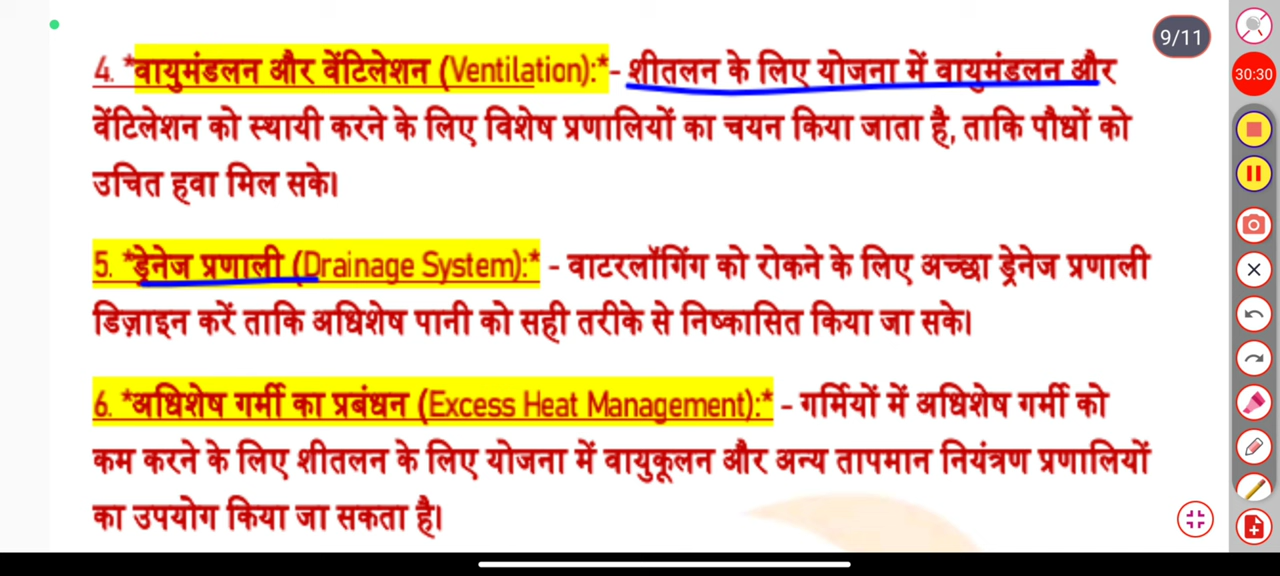 9/11
30:30
4. *वायुमंडलन और वेंटिलेशन (Ventilation):*- शीतलन के लिए योजना में वायुमंडलन और
वेंटिलेशन को स्थायी करने के लिए विशेष प्रणालियों का चयन किया जाता है, ताकि पौधों को
उचित हवा मिल सके।
5. *ड्रेनेज प्रणाली (Drainage System):* - वाटरलॉगिंग को रोकने के लिए अच्छा ड्रेनेज प्रणाली
डिज़ाइन करें ताकि अधिशेष पानी को सही तरीके से निष्कासित किया जा सके।
6. *अधिशेष गर्मी का प्रबंधन (Excess Heat Management):* - गर्मियों में अधिशेष गर्मी को
कम करने के लिए शीतलन के लिए योजना में वायुकूलन और अन्य तापमान नियंत्रण प्रणालियों
का उपयोग किया जा सकता है।